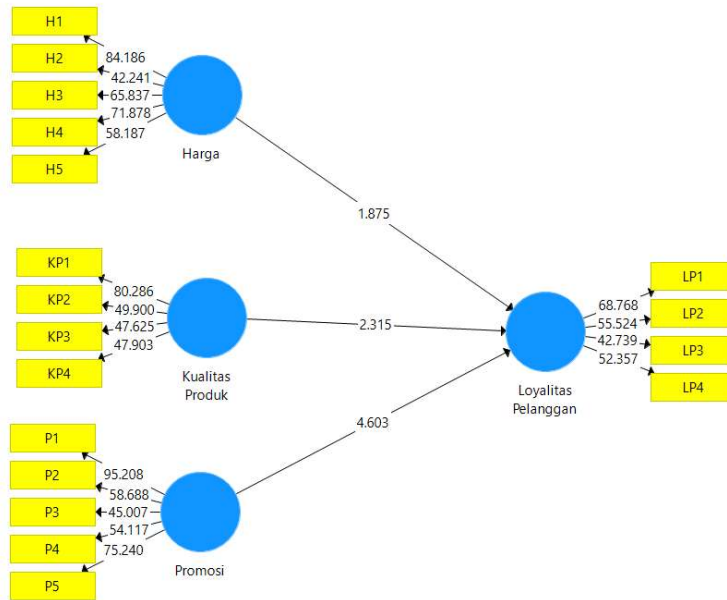 H1
H2
H3
H4
H5
84.186
42.241
65.837
71.878
58.187
Harga
1.875
KP1
KP2
KP3
KP4
80.286
49.900
47.625
47.903
Kualitas
Produk
2.315
P1
P2
P3
P4
P5
95.208
58.688
45.007
54.117
75.240
Promosi
4.603
Loyalitas
Pelanggan
68.768
55.524
42.739
52.357
LP1
LP2
LP3
LP4